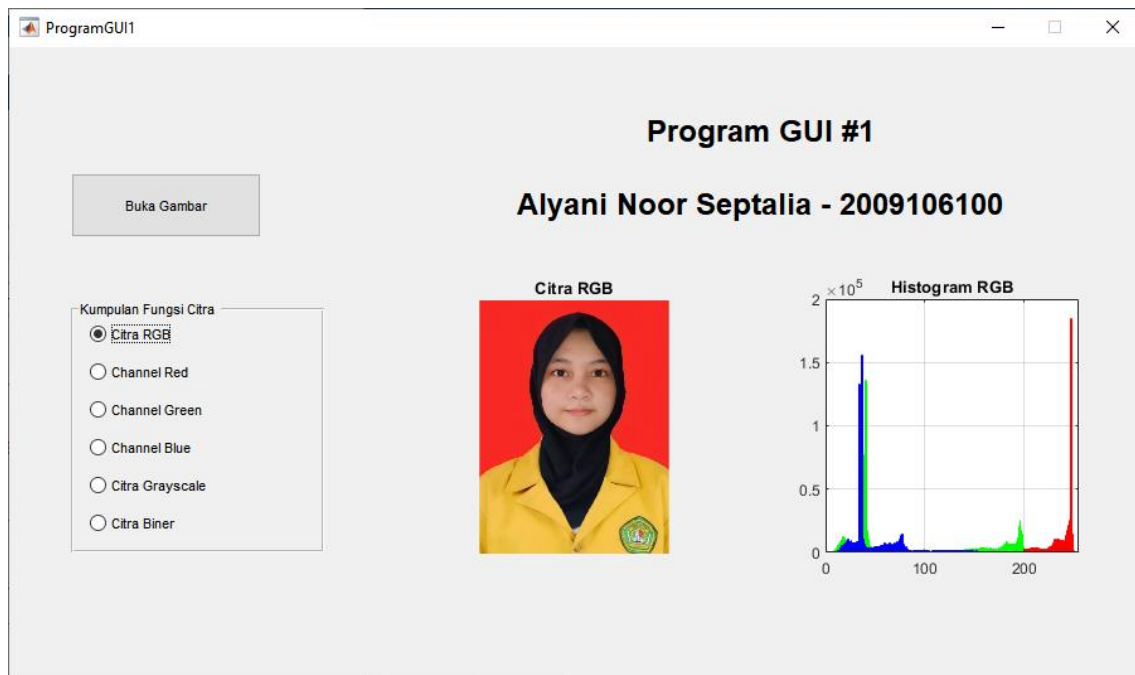 ProgramGUI1
Program GUI #1
Alyani Noor Septalia - 2009106100
Buka Gambar
Kumpulan Fungsi Citra
Citra RGB
Channel Red
Channel Green
Channel Blue
Citra Grayscale
Citra Biner
Citra RGB
Histogram RGB
×10⁵
2
1.5
1
0.5
0
0 100 200